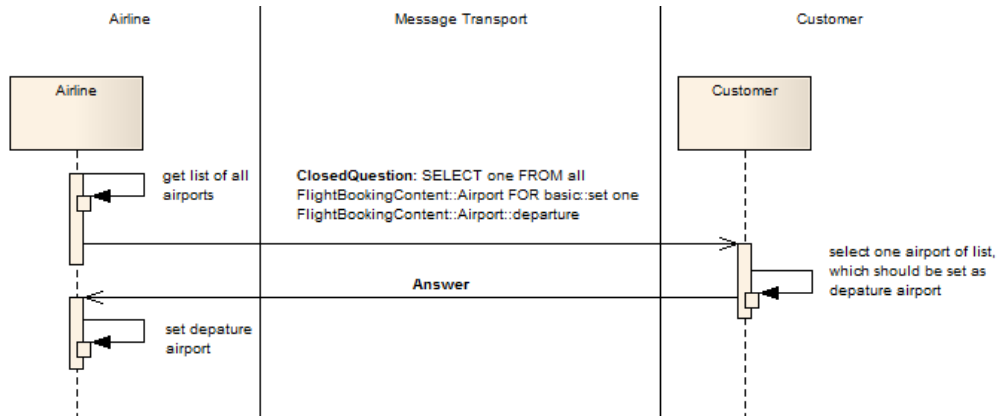 Airline
Message Transport
Customer
Airline
Customer
get list of all
airports
ClosedQuestion: SELECT one FROM all
FlightBookingContent::Airport FOR basic::set one
FlightBookingContent::Airport::departure
select one airport of list,
which should be set as
depature airport
Answer
set depature
airport